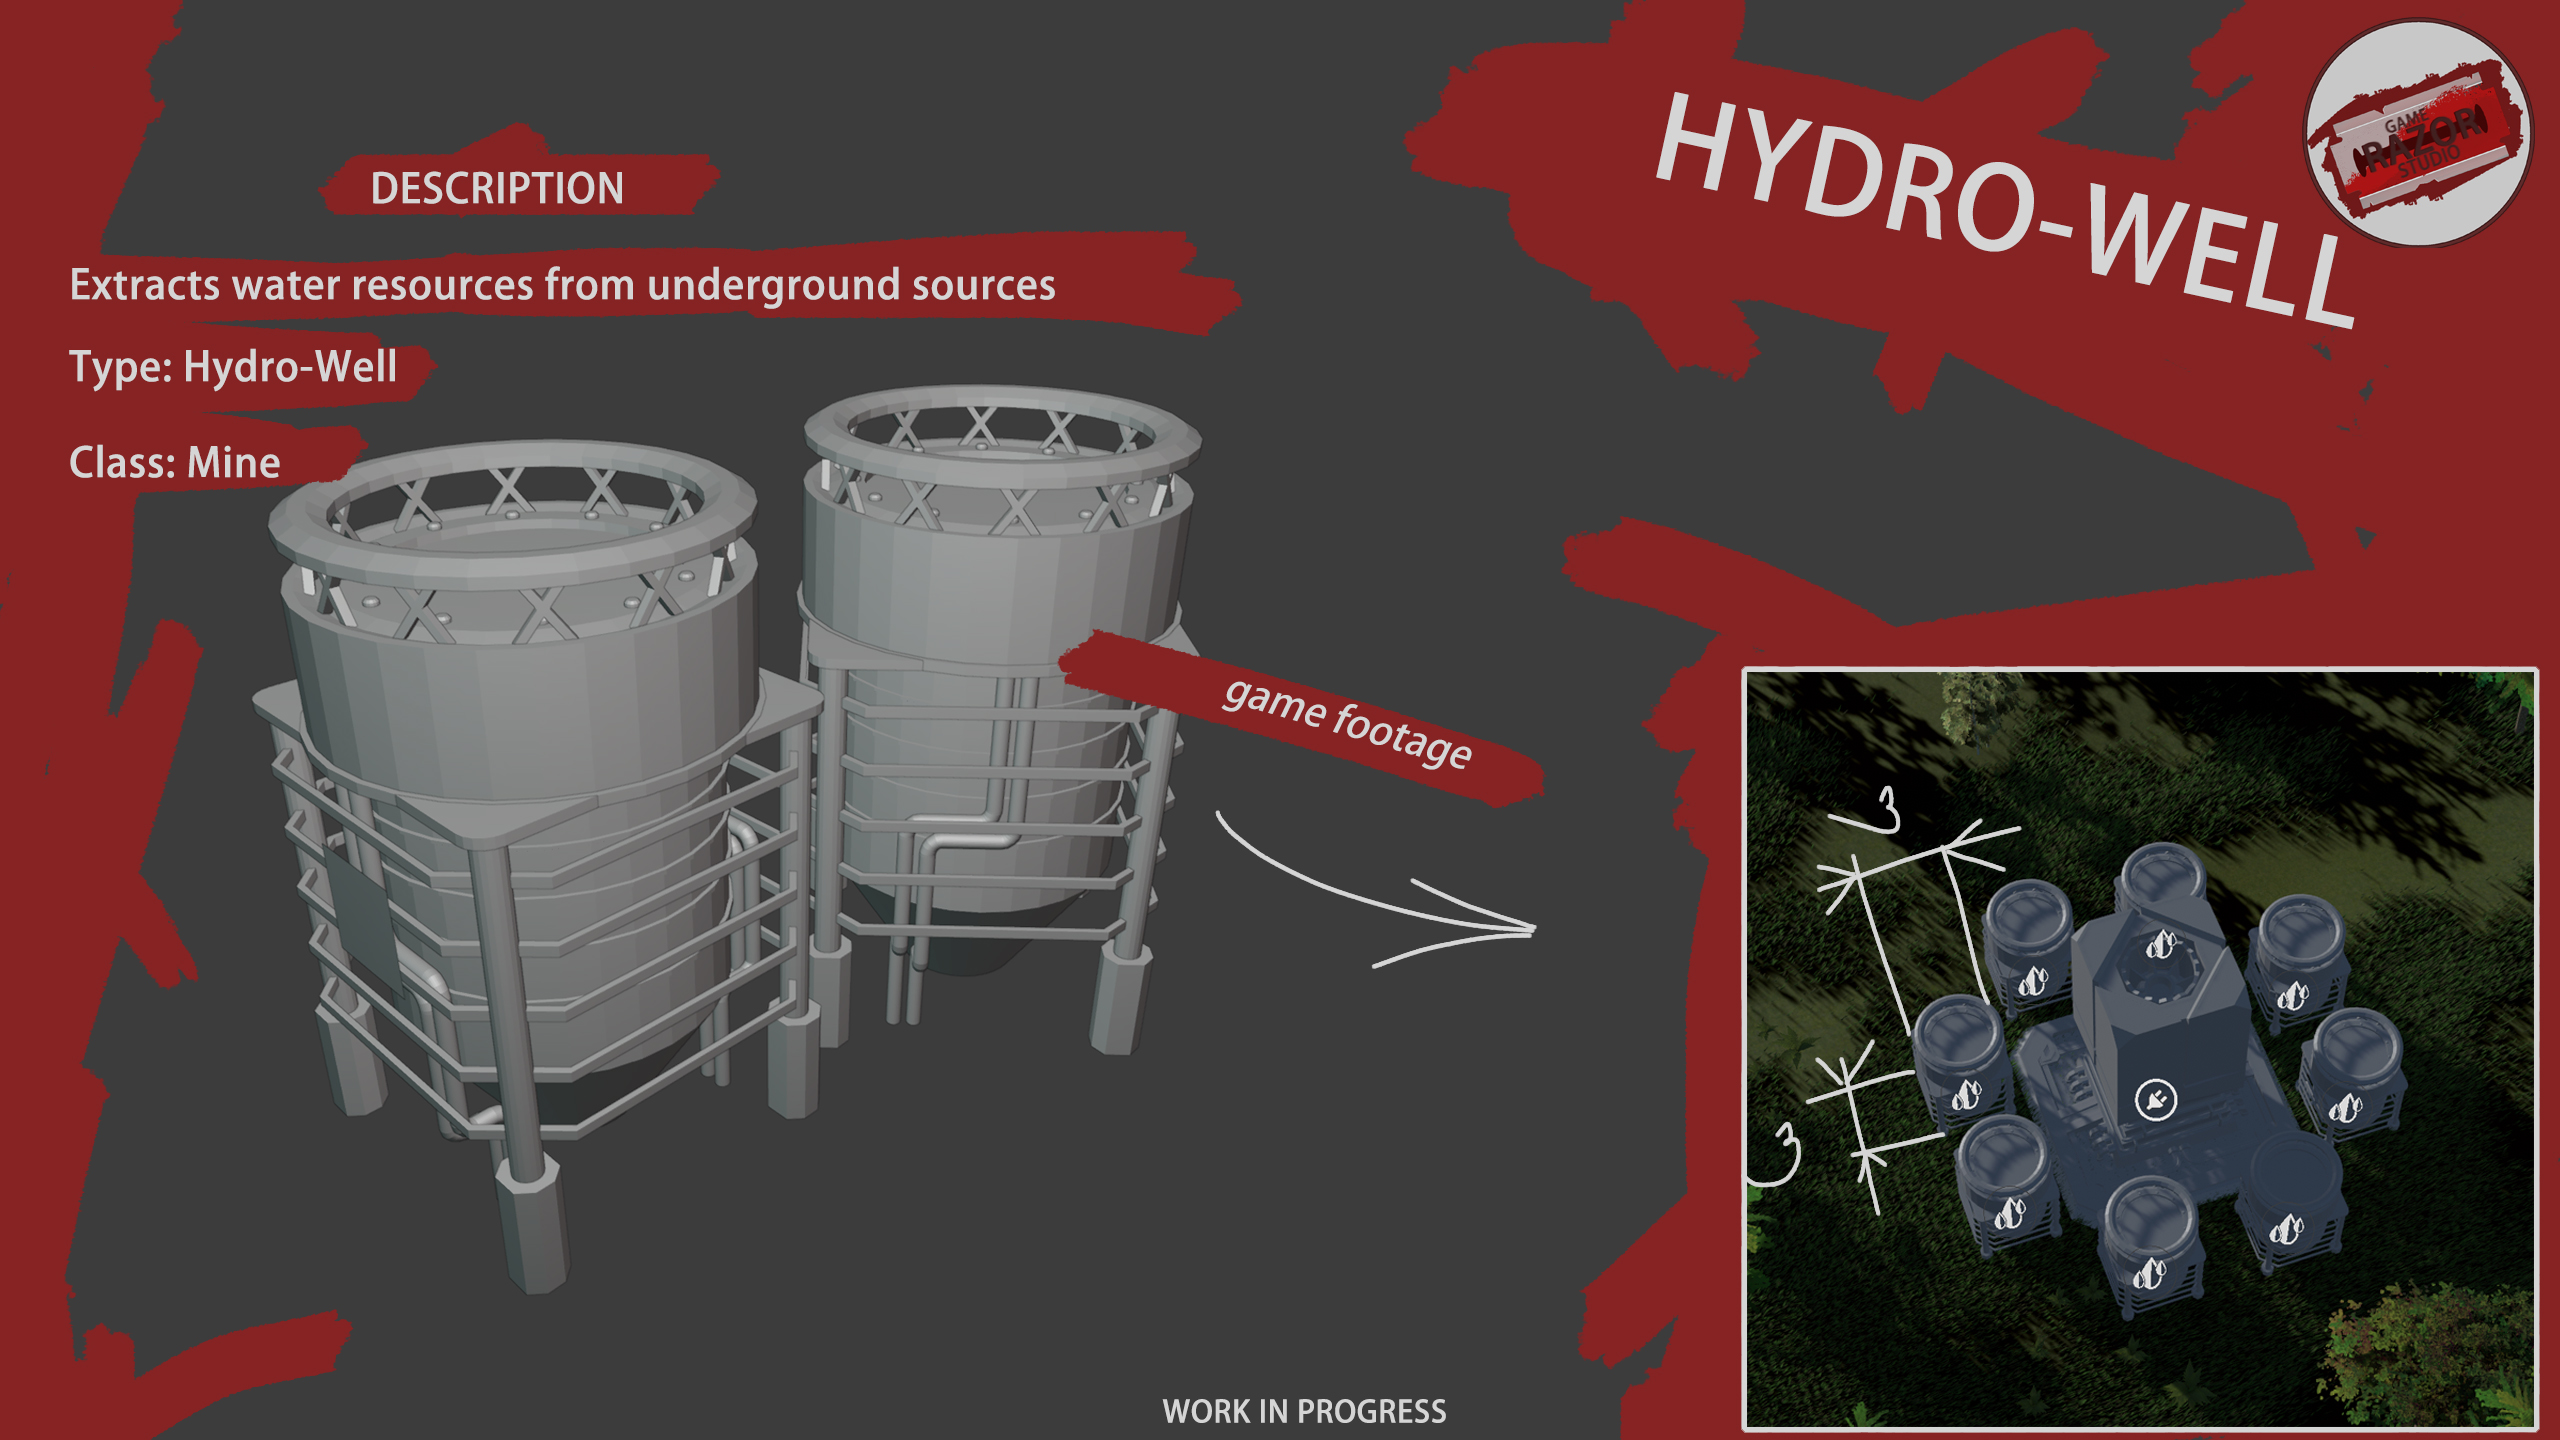 HYDRO-WELL
GAME
RAZOR
STUDIO
DESCRIPTION
Extracts water resources from underground sources
Type: Hydro-Well
Class: Mine
game footage
3
3
WORK IN PROGRESS